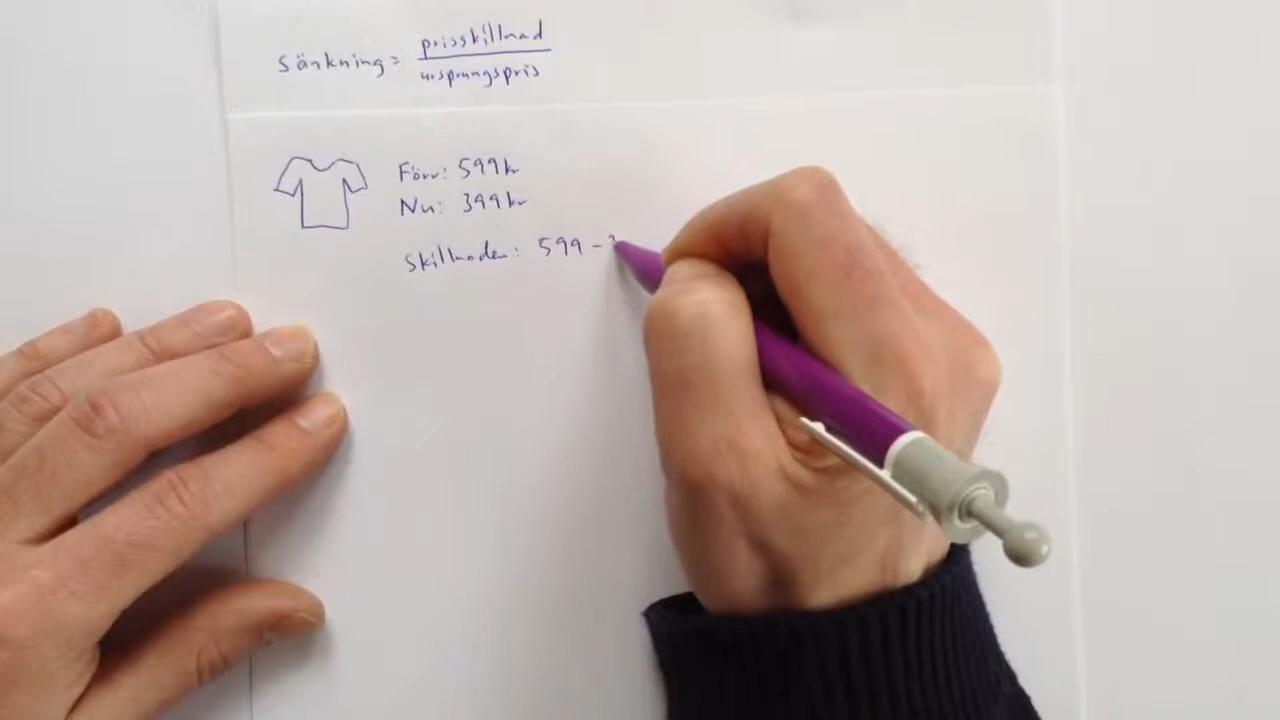 Sänkning = prisskillnad
ursprungspris
Förr: 599kr
Nu: 399kr
Skillnaden: 599 –